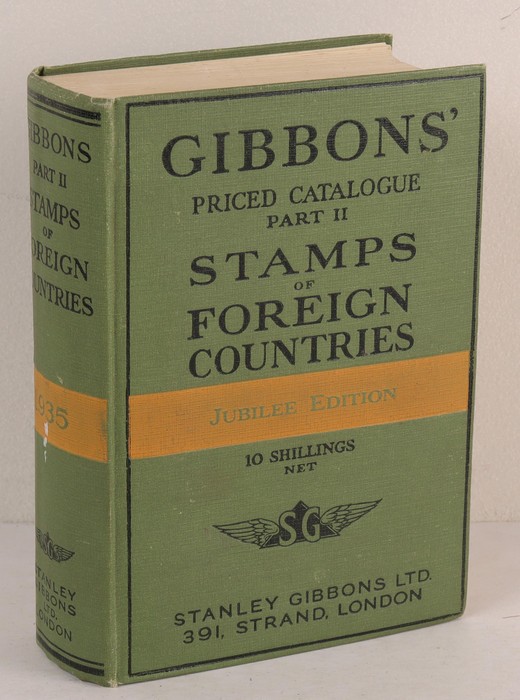 GIBBONS
PART II
STAMPS
OF
FOREIGN
COUNTRIES
1935
STANLEY
GIBBONS
LTD.
LONDON
GIBBONS'
PRICED CATALOGUE
PART II
STAMPS
OF
FOREIGN
COUNTRIES
JUBILEE EDITION
10 SHILLINGS
NET
SG
STANLEY GIBBONS LTD.
391, STRAND, LONDON